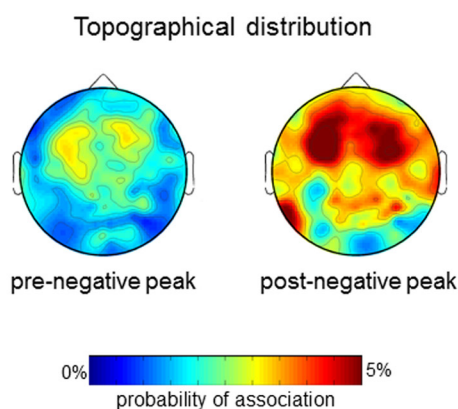 Topographical distribution
pre-negative peak
post-negative peak
0%
5%
probability of association